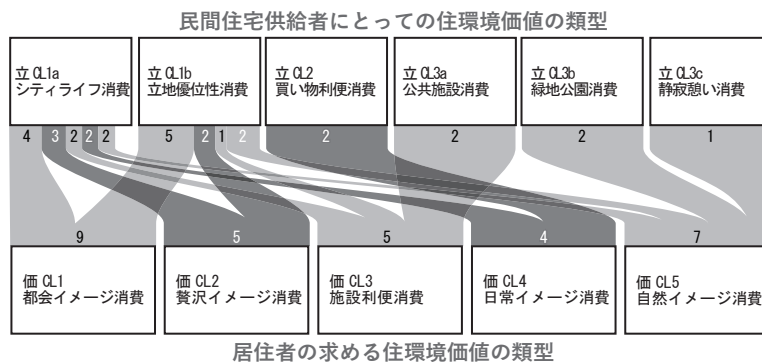 民間住宅供給者にとっての住環境価値の類型
立 CL1a
シティライフ消費
立 CL1b
立地優位性消費
立 CL2
買い物利便消費
立 CL3a
公共施設消費
立 CL3b
緑地公園消費
立 CL3c
静寂憩い消費
4 3 2 2 2 5 2 1 2 2 2 2 1
9 5 5 4 7
価 CL1
都会イメージ消費
価 CL2
贅沢イメージ消費
価 CL3
施設利便消費
価 CL4
日常イメージ消費
価 CL5
自然イメージ消費
居住者の求める住環境価値の類型